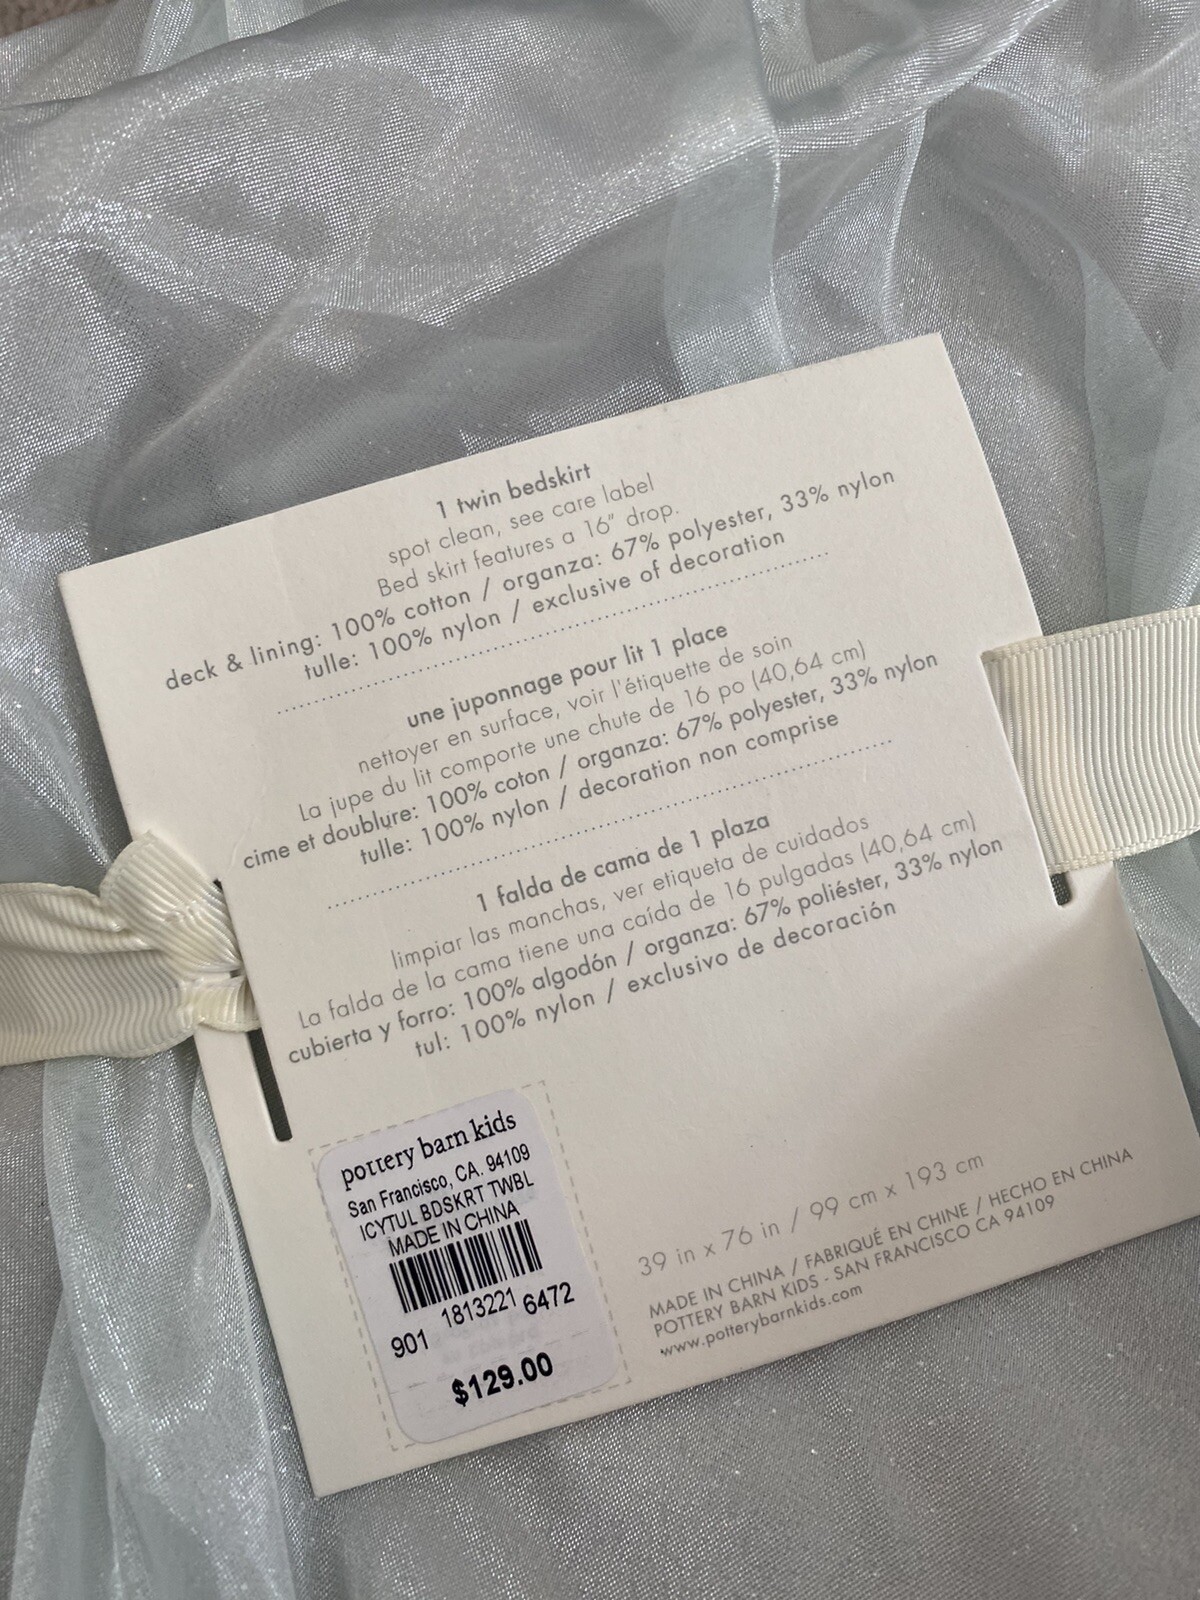 1 twin bedskirt
spot clean, see care label
Bed skirt features a 16” drop.
deck & lining: 100% cotton / organza: 67% polyester, 33% nylon
tulle: 100% nylon / exclusive of decoration
une juponnage pour lit 1 place
nettoyer en surface, voir l'étiquette de soin
La jupe du lit comporte une chute de 16 po (40,64 cm)
cime et doublure: 100% coton / organza: 67% polyester, 33% nylon
tulle: 100% nylon / decoration non comprise
1 falda de cama de 1 plaza
limpiar las manchas, ver etiqueta de cuidados
La falda de la cama tiene una caída de 16 pulgadas (40,64 cm)
cubierta y forro: 100% algodón / organza: 67% poliéster, 33% nylon
tul: 100% nylon / exclusivo de decoración
pottery barn kids
San Francisco, CA. 94109
ICYTUL BDSKRT TWBL
MADE IN CHINA
901 1813221 6472
$129.00
39 in x 76 in / 99 cm x 193 cm
MADE IN CHINA / FABRIQUÉ EN CHINE / HECHO EN CHINA
POTTERY BARN KIDS · SAN FRANCISCO CA 94109
www.potterybarnkids.com